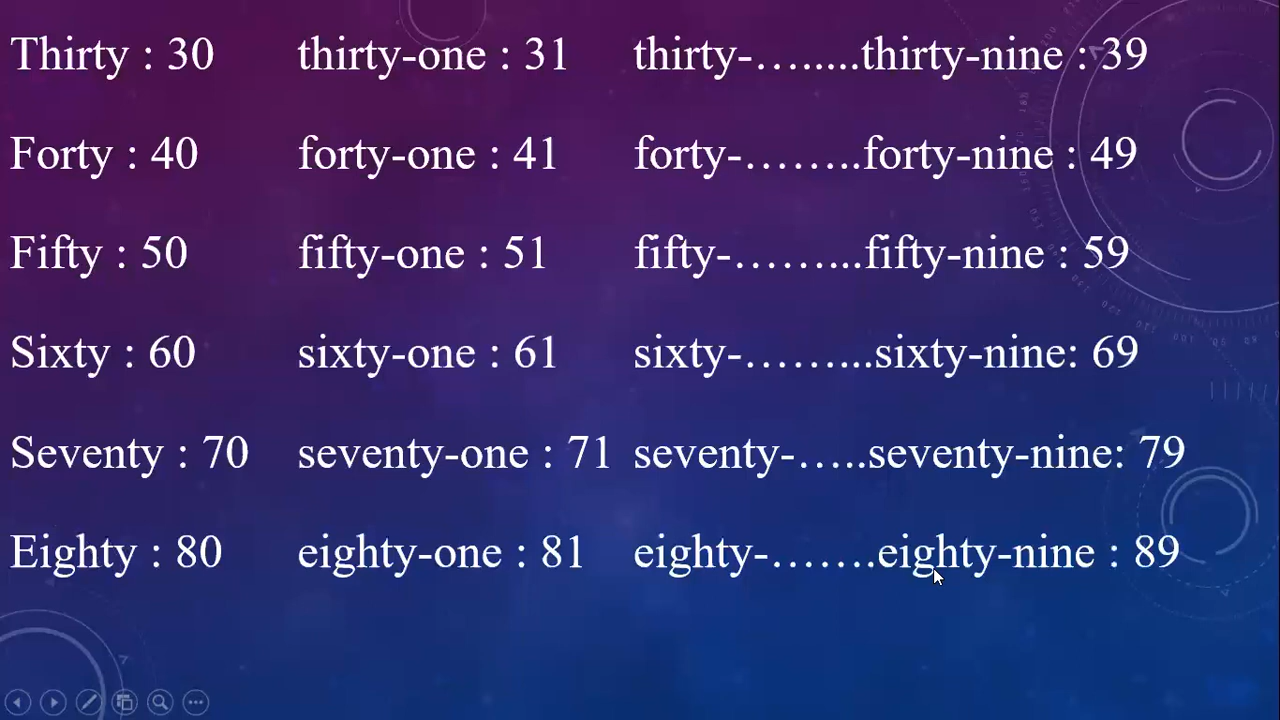 Thirty : 30 thirty-one : 31 thirty-…......thirty-nine : 39
Forty : 40 forty-one : 41 forty-……..forty-nine : 49
Fifty : 50 fifty-one : 51 fifty-……...fifty-nine : 59
Sixty : 60 sixty-one : 61 sixty-……...sixty-nine: 69
Seventy : 70 seventy-one : 71 seventy-…..seventy-nine: 79
Eighty : 80 eighty-one : 81 eighty-…….eighty-nine : 89